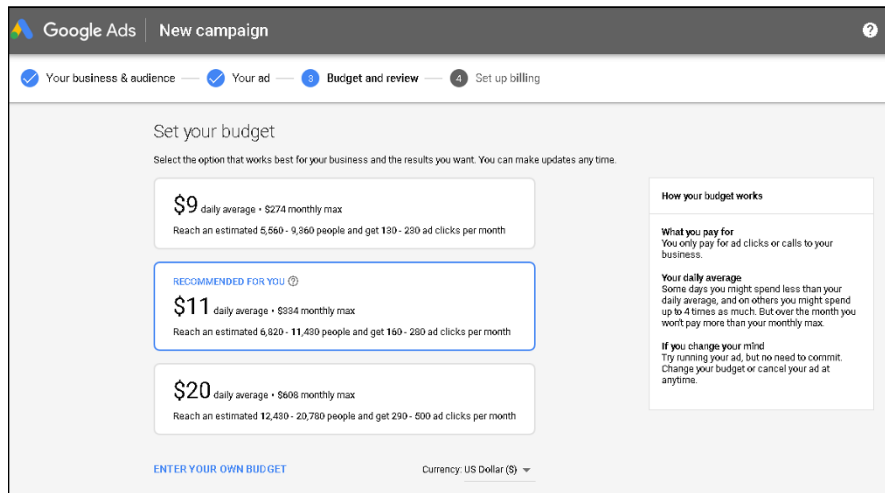 Google Ads New campaign ?
Your business & audience Your ad 3 Budget and review 4 Set up billing
Set your budget
Select the option that works best for your business and the results you want. You can make updates any time.
$9 daily average • $274 monthly max
Reach an estimated 5,560 - 9,360 people and get 130 - 230 ad clicks per month
RECOMMENDED FOR YOU ?
$11 daily average • $334 monthly max
Reach an estimated 6,820 - 11,430 people and get 160 - 280 ad clicks per month
$20 daily average • $608 monthly max
Reach an estimated 12,430 - 20,780 people and get 290 - 500 ad clicks per month
ENTER YOUR OWN BUDGET Currency: US Dollar ($)
How your budget works
What you pay for
You only pay for ad clicks or calls to your
business.
Your daily average
Some days you might spend less than your
daily average, and on others you might spend
up to 4 times as much. But over the month you
won't pay more than your monthly max.
If you change your mind
Try running your ad, but no need to commit.
Change your budget or cancel your ad at
anytime.